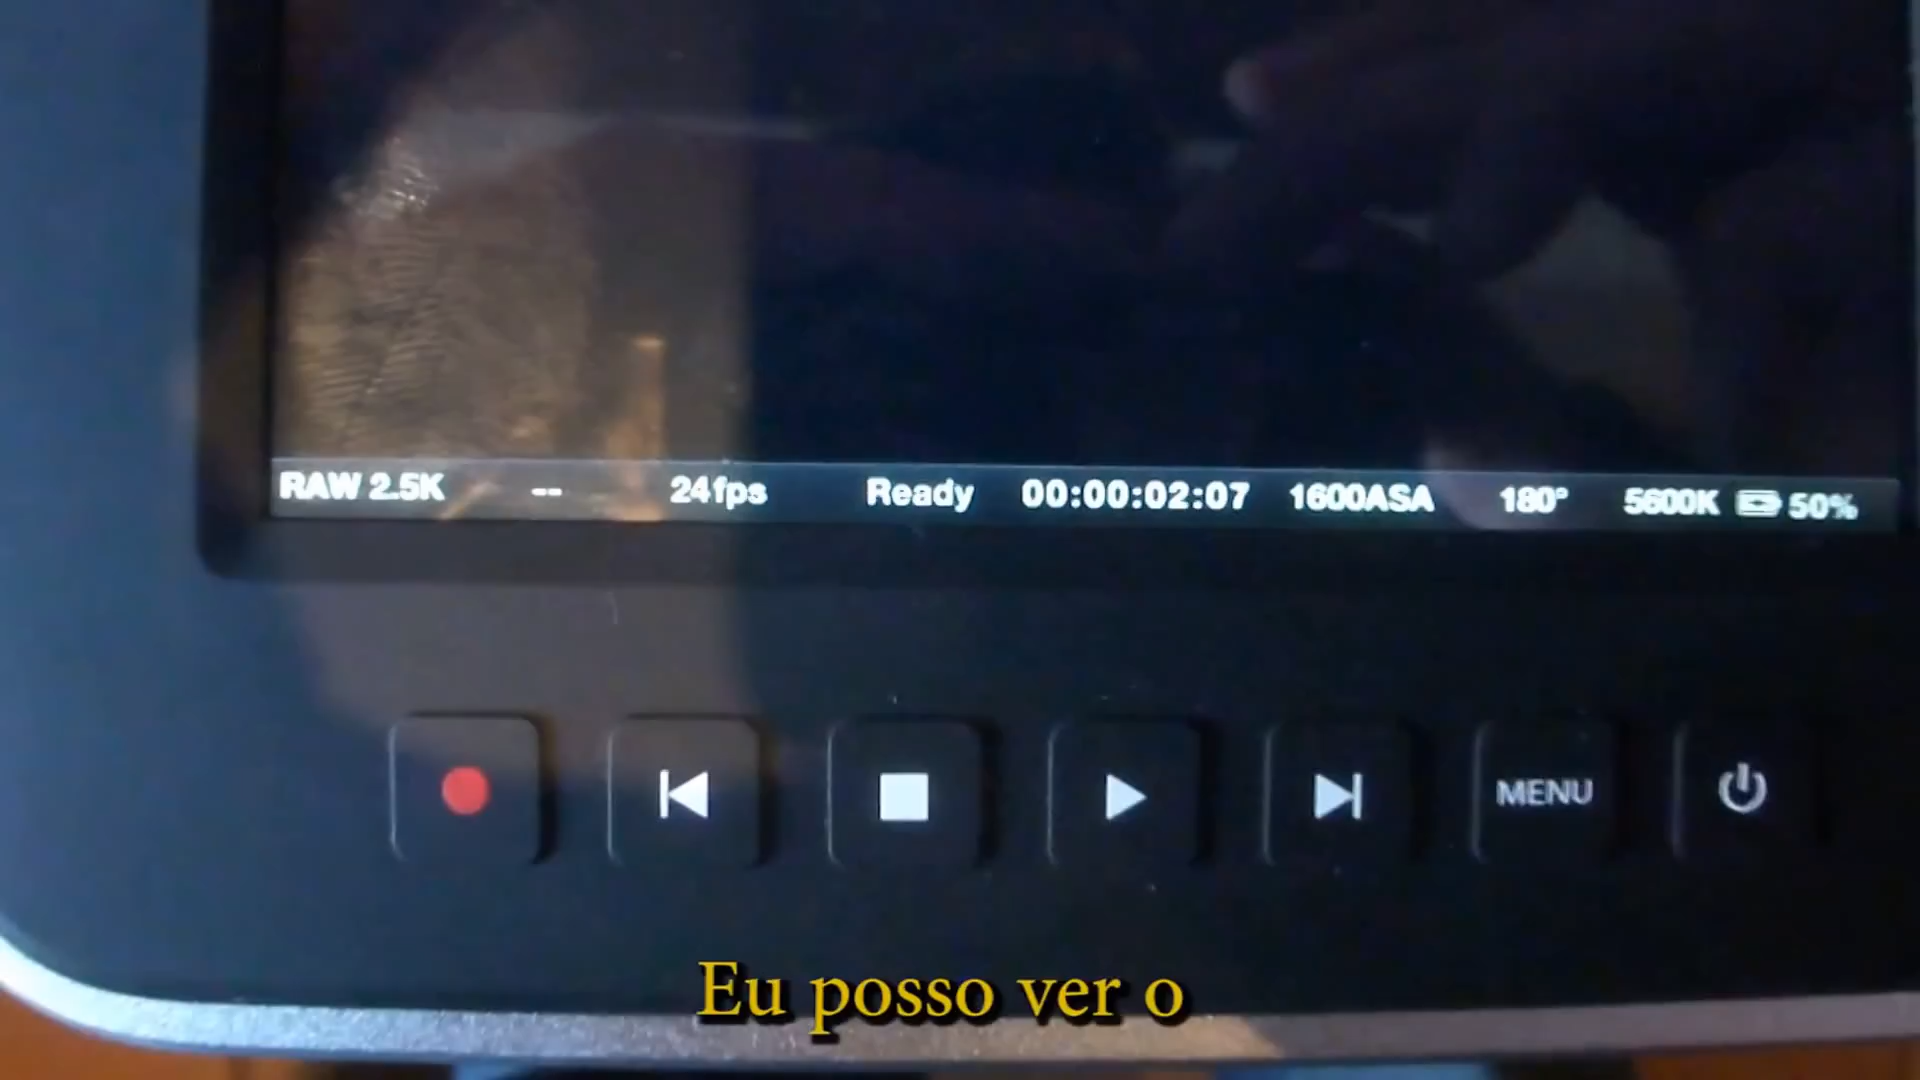 RAW 2.5K -- 24fps Ready 00:00:02:07 1600ASA 180° 5600K 50%
MENU
Eu posso ver o